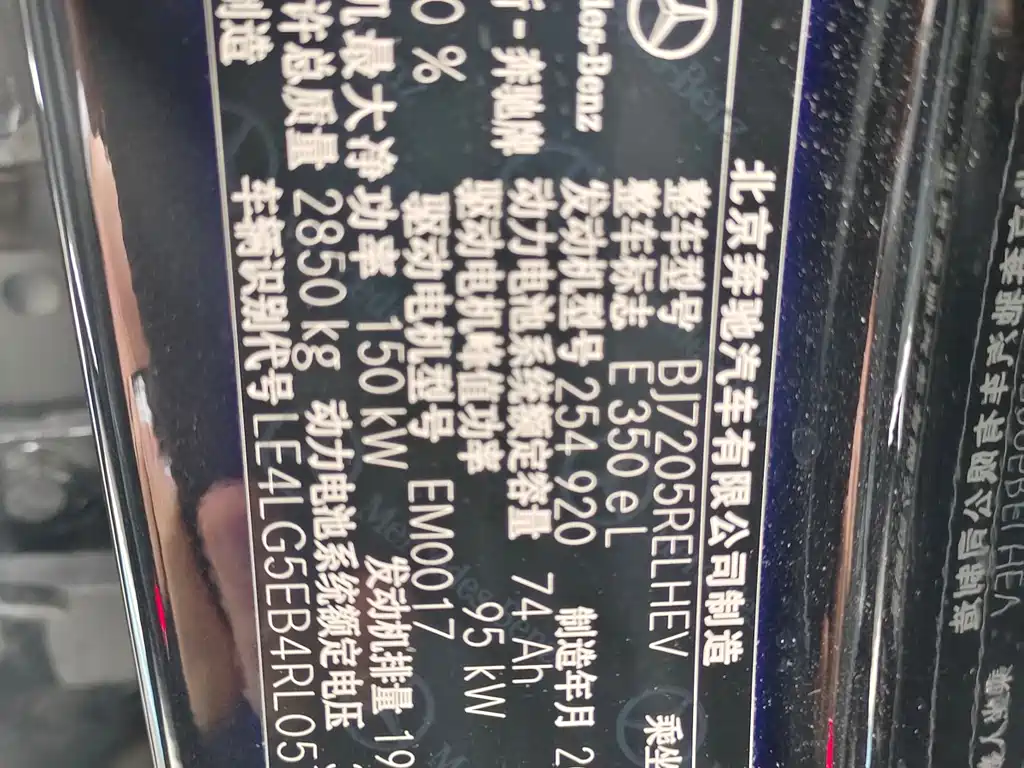 北京奔驰汽车有限公司制造
整车型号 BJ7205RELHEV 乘坐
整车标志 E 350 e L
des-Benz 发动机型号 254 920 制造年月 20
- 奔驰牌 动力电池系统额定容量 74 Ah
驱动电机峰值功率 95 kW
0 % 驱动电机型号 EM0017
机最大净功率 150 kW 发动机排量 19
许总质量 2850 kg 动力电池系统额定电压
制造 车辆识别代号 LE4LG5EB4RL05